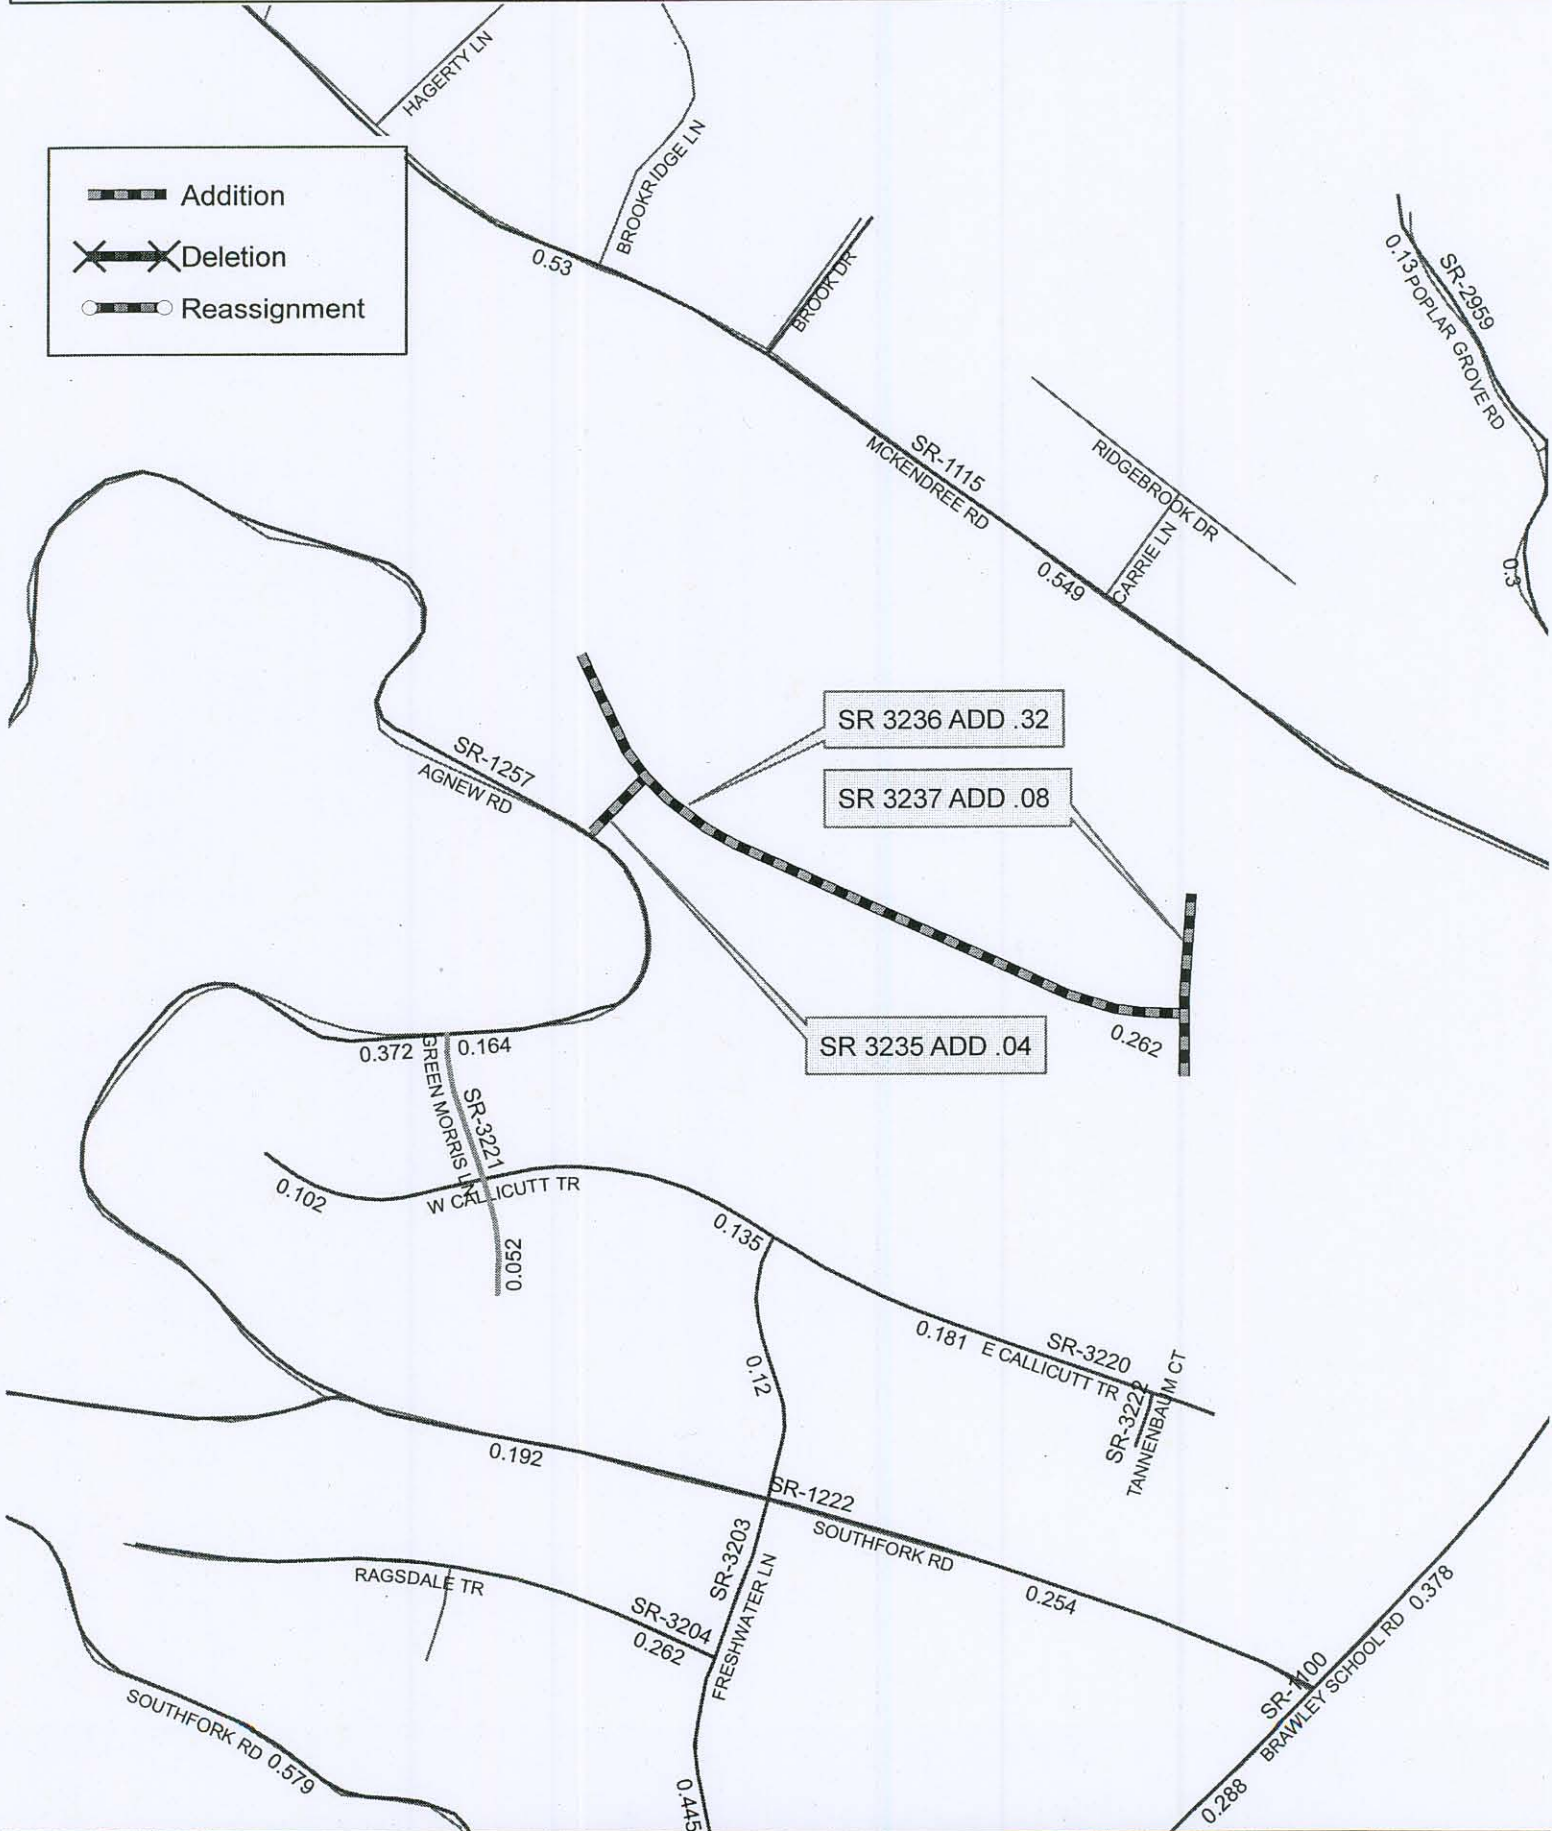 HAGERTY LN
BROOKRIDGE LN
Addition
Deletion
Reassignment
0.53
BROOK DR
0.13
POPLAR GROVE RD
SR-2959
0.3
SR-1115
MCKENDREE RD
RIDGEBROOK DR
CARRIE LN
0.549
SR 3236 ADD .32
SR-1257
AGNEW RD
SR 3237 ADD .08
SR 3235 ADD .04
0.262
0.372
0.164
GREEN MORRIS LN
SR-3221
0.102
W CALLICUTT TR
0.052
0.135
0.181
E CALLICUTT TR
SR-3220
SR-3222
TANNENBAUM CT
0.12
0.192
SR-1222
SOUTHFORK RD
0.254
RAGSDALE TR
SR-3203
FRESHWATER LN
SR-3204
0.262
0.378
SR-1100
BRAWLEY SCHOOL RD
SOUTHFORK RD
0.579
0.445
0.288